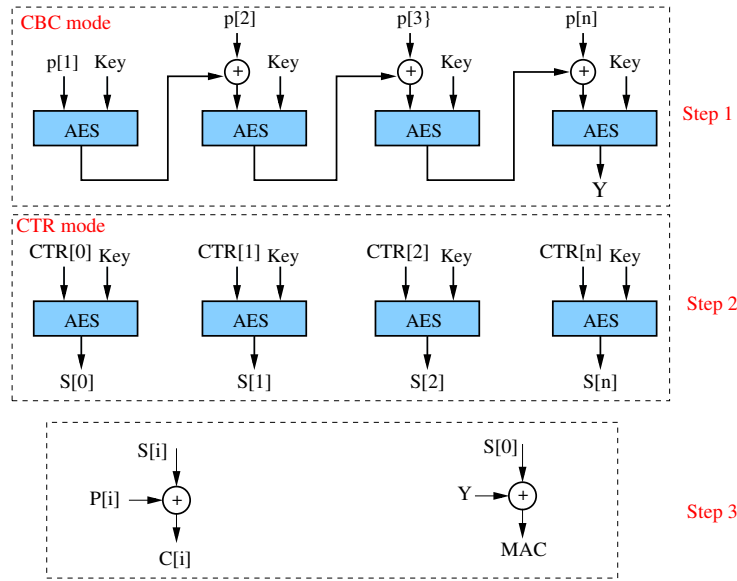 CBC mode
p[2] p[3} p[n]
p[1] Key Key Key Key
+ + +
AES AES AES AES
Step 1
Y
CTR mode
CTR[0] Key CTR[1] Key CTR[2] Key CTR[n] Key
AES AES AES AES
Step 2
S[0] S[1] S[2] S[n]
S[i] S[0]
P[i] + Y +
Step 3
C[i] MAC